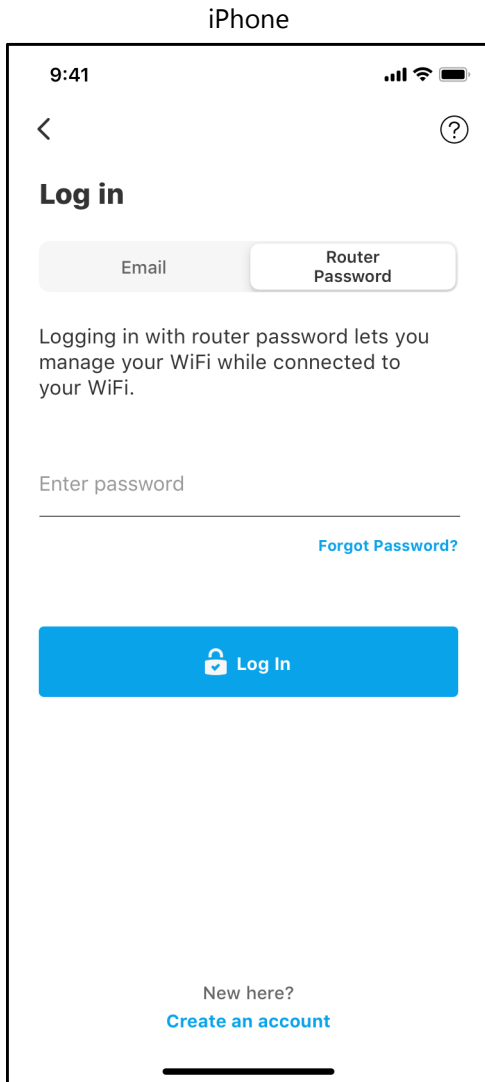 iPhone
9:41
?
Log in
Email
Router
Password
Logging in with router password lets you
manage your WiFi while connected to
your WiFi.
Enter password
Forgot Password?
Log In
New here?
Create an account